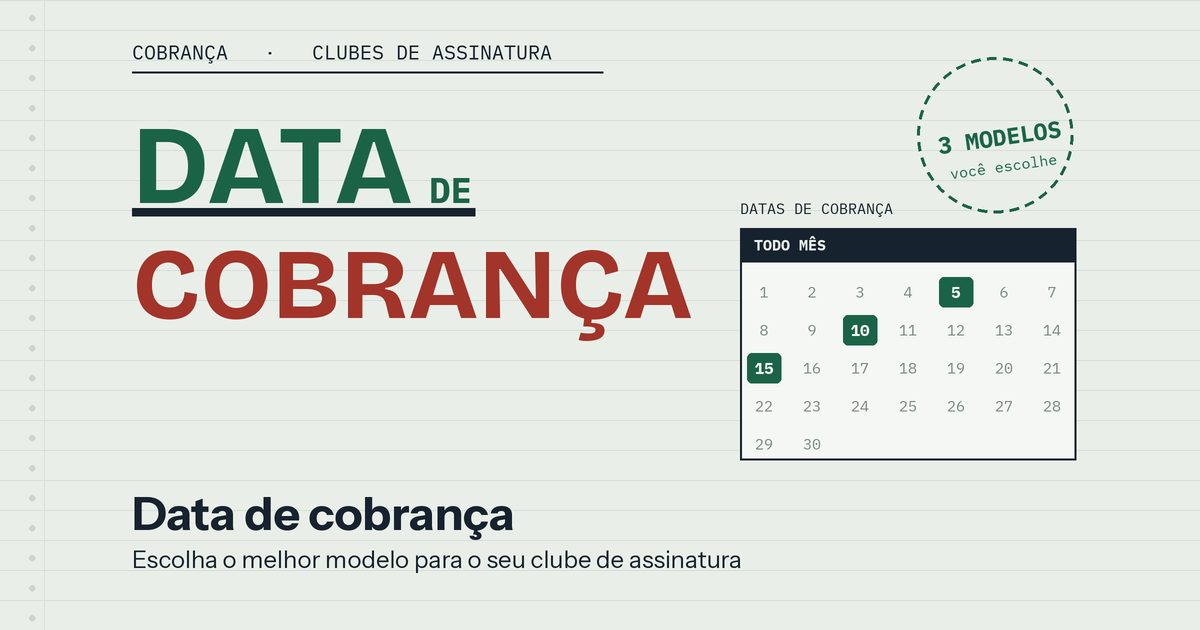 COBRANÇA · CLUBES DE ASSINATURA
DATA DE
COBRANÇA
3 MODELOS
você escolhe
DATAS DE COBRANÇA
TODO MÊS
1 2 3 4 5 6 7
8 9 10 11 12 13 14
15 16 17 18 19 20 21
22 23 24 25 26 27 28
29 30
Data de cobrança
Escolha o melhor modelo para o seu clube de assinatura